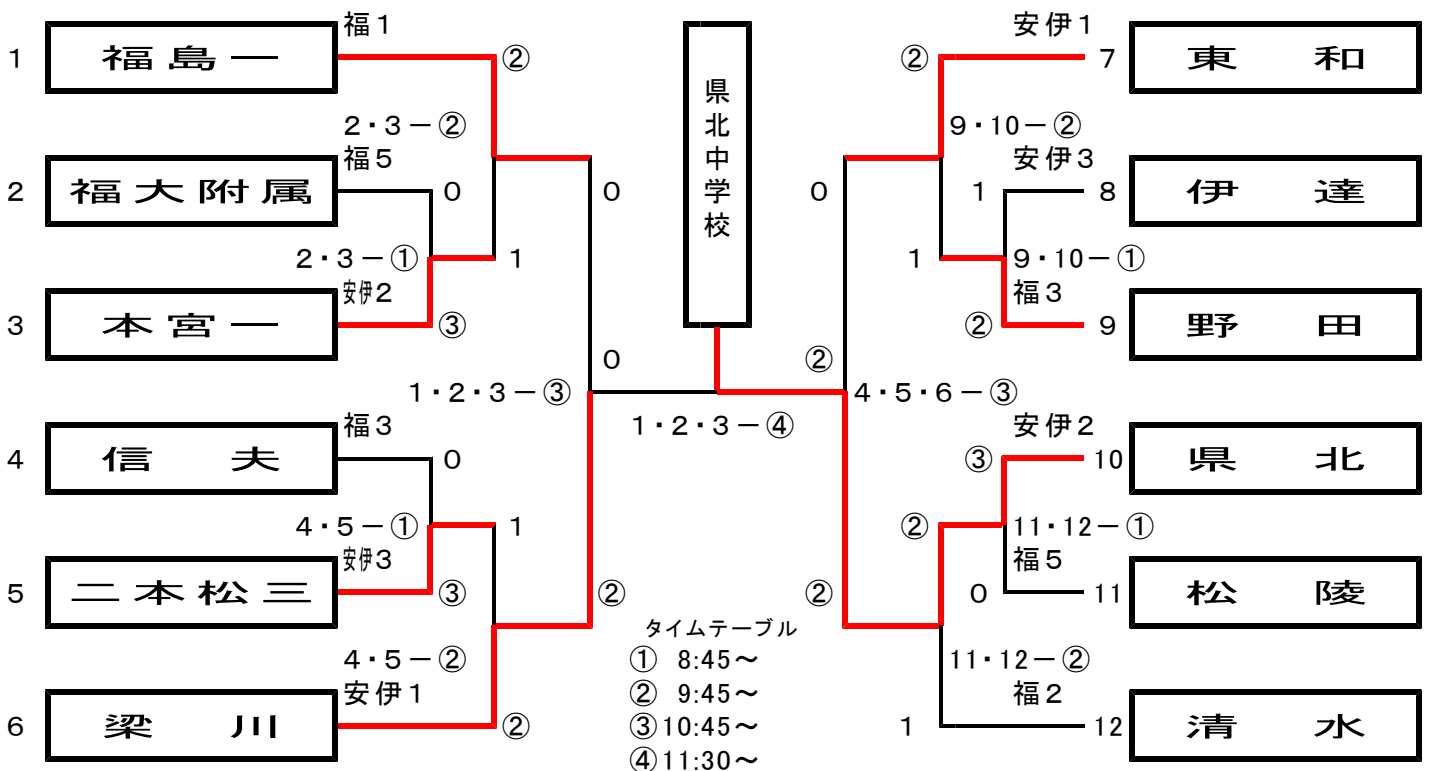 福1
1 福島一 ②
2・3－②
福5
2 福大附属 0
2・3－① 1
安伊2
3 本宮一 ③
0
0
1・2・3－③
福3
4 信　夫 0
4・5－① 1
安伊3
5 二本松三 ③
②
4・5－②
安伊1
6 梁　川 ②
県北中学校
1・2・3－④
タイムテーブル
① 8:45～
② 9:45～
③10:45～
④11:30～
安伊1
② 7 東　和
9・10－②
安伊3
0 1 8 伊　達
1 9・10－①
福3
② 9 野　田
②
4・5・6－③
安伊2
③ 10 県　北
② 11・12－①
福5
② 0 11 松　陵
11・12－②
福2
1 12 清　水